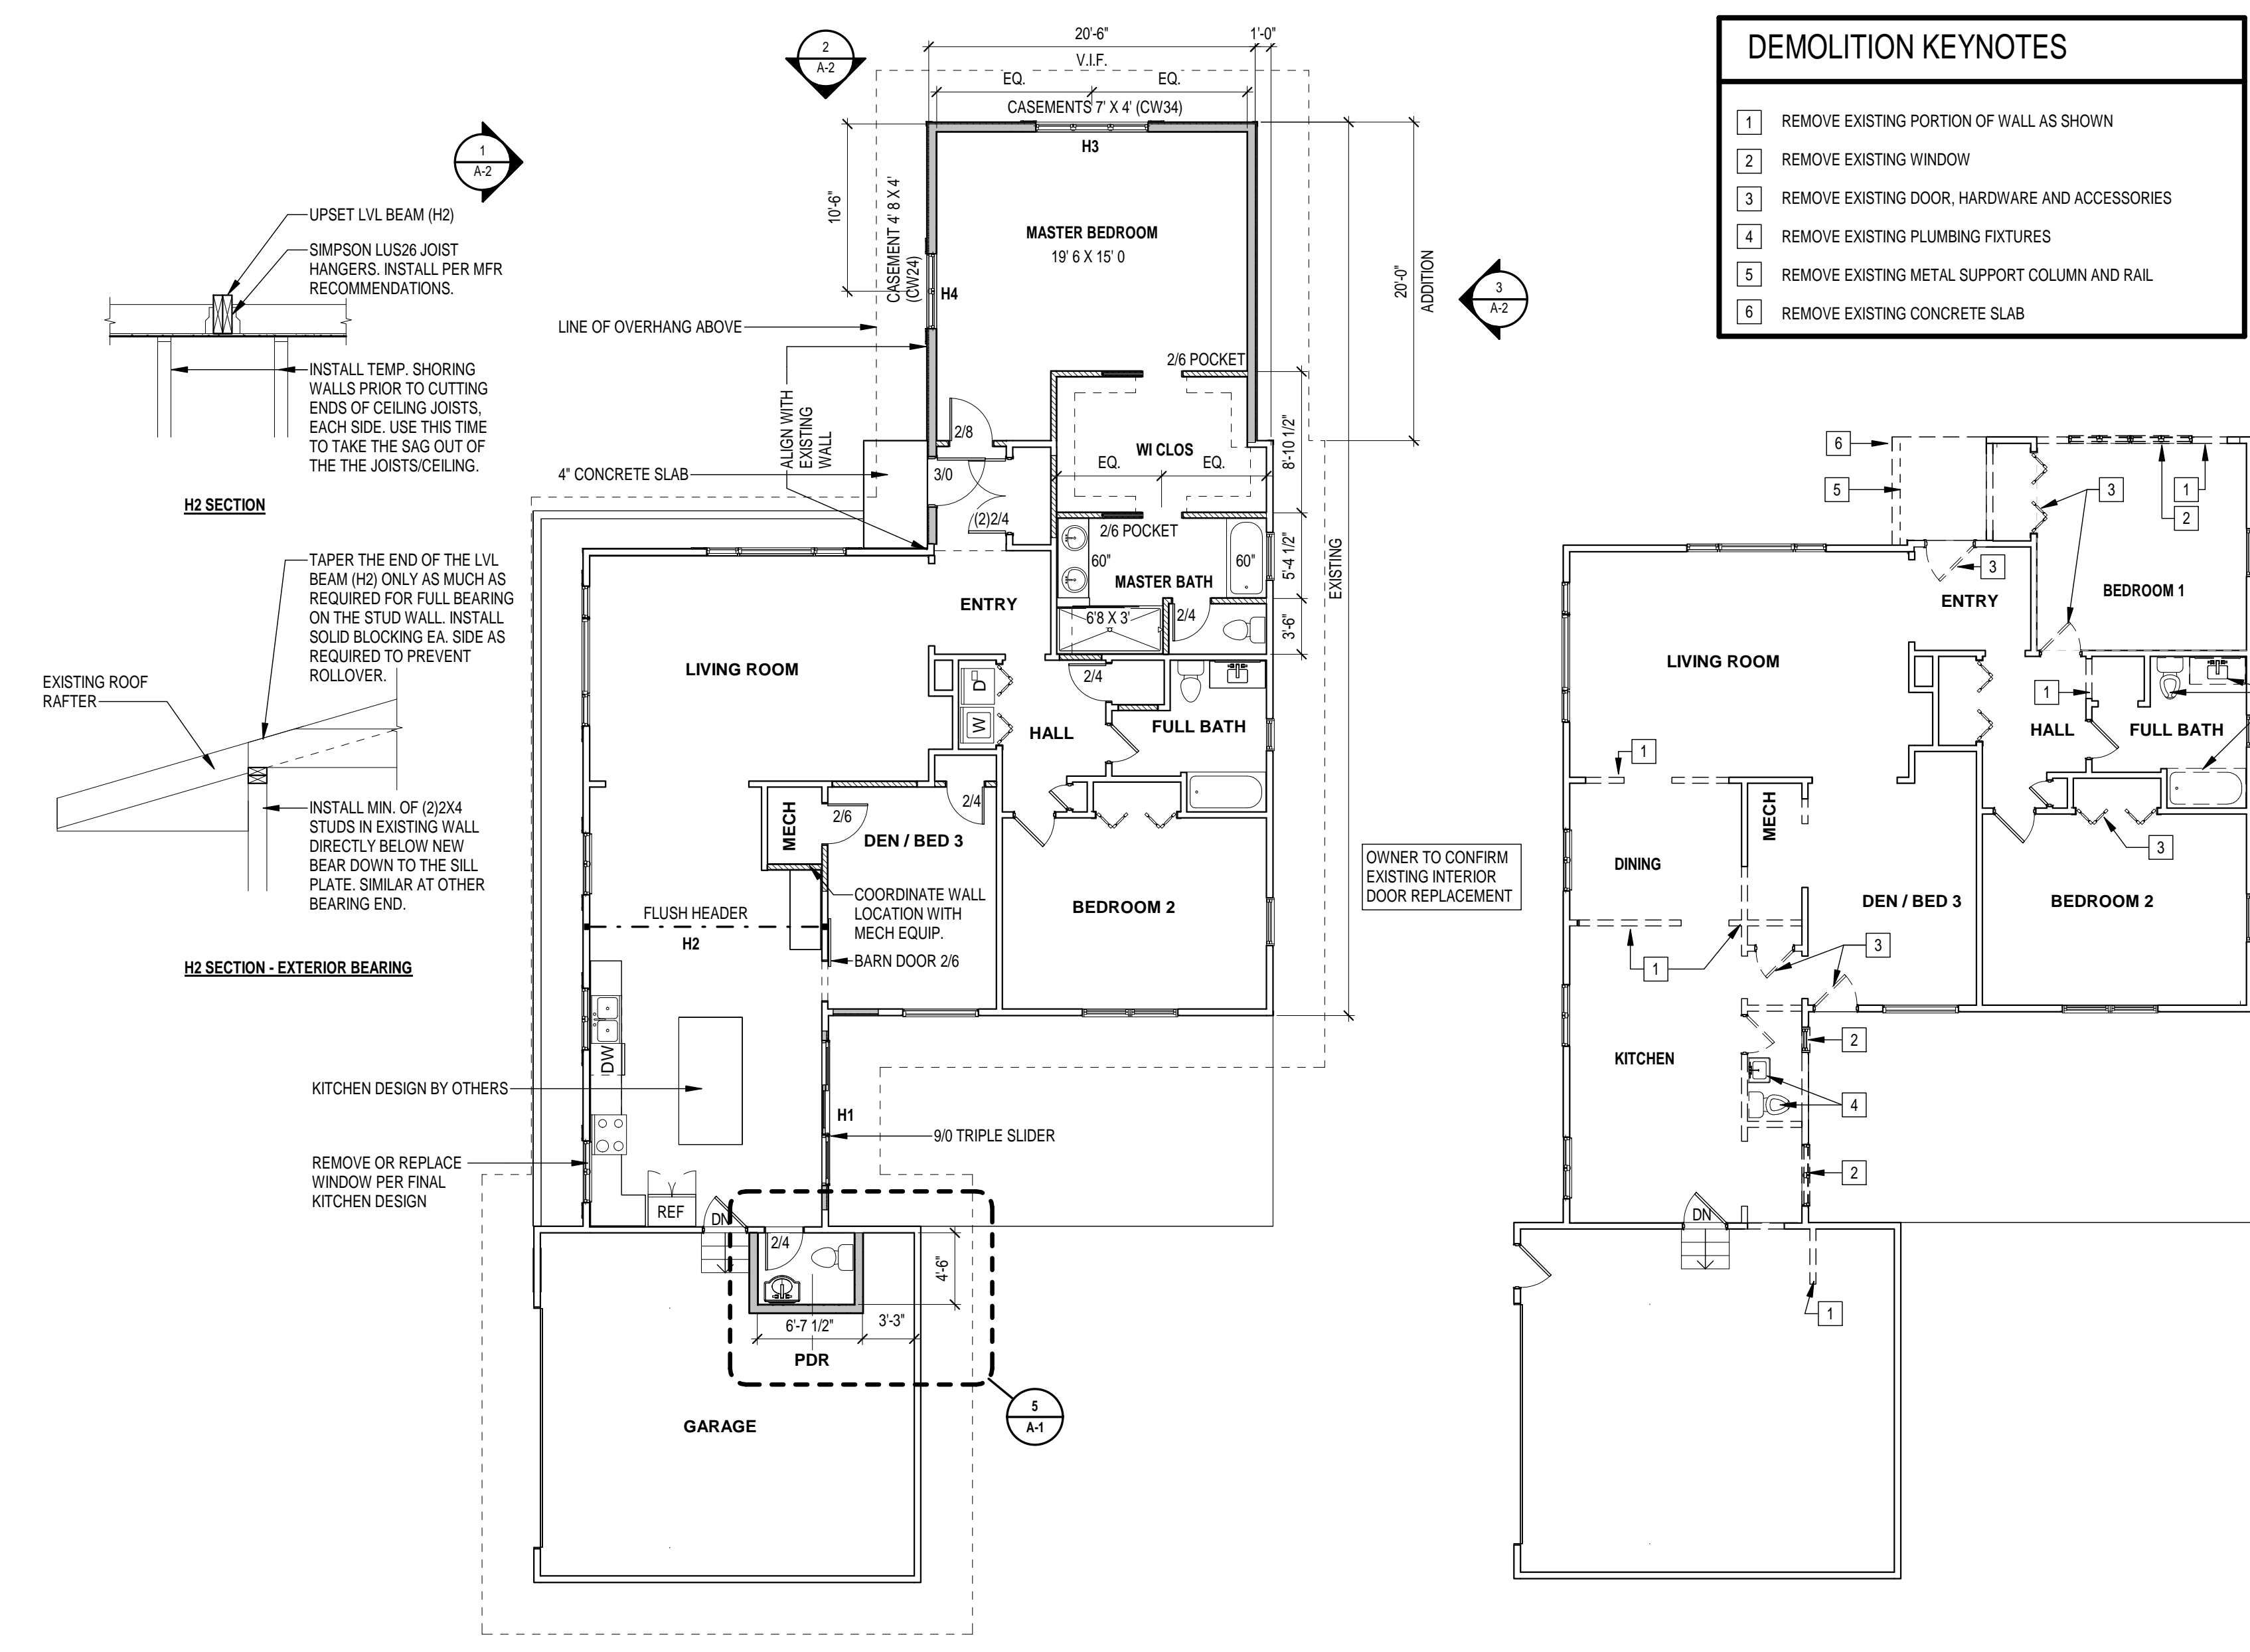 DEMOLITION KEYNOTES
1 REMOVE EXISTING PORTION OF WALL AS SHOWN
2 REMOVE EXISTING WINDOW
3 REMOVE EXISTING DOOR, HARDWARE AND ACCESSORIES
4 REMOVE EXISTING PLUMBING FIXTURES
5 REMOVE EXISTING METAL SUPPORT COLUMN AND RAIL
6 REMOVE EXISTING CONCRETE SLAB
1
A-2
UPSET LVL BEAM (H2)
SIMPSON LUS26 JOIST
HANGERS. INSTALL PER MFR
RECOMMENDATIONS.
INSTALL TEMP. SHORING
WALLS PRIOR TO CUTTING
ENDS OF CEILING JOISTS,
EACH SIDE. USE THIS TIME
TO TAKE THE SAG OUT OF
THE THE JOISTS/CEILING.
H2 SECTION
TAPER THE END OF THE LVL
BEAM (H2) ONLY AS MUCH AS
REQUIRED FOR FULL BEARING
ON THE STUD WALL. INSTALL
SOLID BLOCKING EA. SIDE AS
REQUIRED TO PREVENT
ROLLOVER.
EXISTING ROOF
RAFTER
INSTALL MIN. OF (2)2X4
STUDS IN EXISTING WALL
DIRECTLY BELOW NEW
BEAR DOWN TO THE SILL
PLATE. SIMILAR AT OTHER
BEARING END.
H2 SECTION - EXTERIOR BEARING
2
A-2
20'-6"
1'-0"
V.I.F.
EQ.
EQ.
CASEMENTS 7' X 4' (CW34)
H3
10'-6"
CASEMENT 4' 8 X 4'
(CW24)
H4
MASTER BEDROOM
19' 6 X 15' 0
20'-0"
ADDITION
3
A-2
LINE OF OVERHANG ABOVE
2/6 POCKET
ALIGN WITH
EXISTING
WALL
2/8
WI CLOS
EQ.
EQ.
8'-10 1/2"
4" CONCRETE SLAB
3/0
(2)2/4
2/6 POCKET
60"
60"
MASTER BATH
5'-4 1/2"
EXISTING
ENTRY
6'8 X 3'
2/4
3'-6"
LIVING ROOM
D
W
2/4
HALL
FULL BATH
MECH
2/6
2/4
DEN / BED 3
COORDINATE WALL
LOCATION WITH
MECH EQUIP.
FLUSH HEADER
H2
BARN DOOR 2/6
BEDROOM 2
OWNER TO CONFIRM
EXISTING INTERIOR
DOOR REPLACEMENT
DW
KITCHEN DESIGN BY OTHERS
H1
9/0 TRIPLE SLIDER
REMOVE OR REPLACE
WINDOW PER FINAL
KITCHEN DESIGN
REF
DN
2/4
4'-6"
6'-7 1/2"
3'-3"
PDR
GARAGE
5
A-1
6
5
3
1
2
3
ENTRY
BEDROOM 1
LIVING ROOM
1
HALL
FULL BATH
1
MECH
DINING
3
DEN / BED 3
BEDROOM 2
3
1
2
KITCHEN
4
2
DN
1